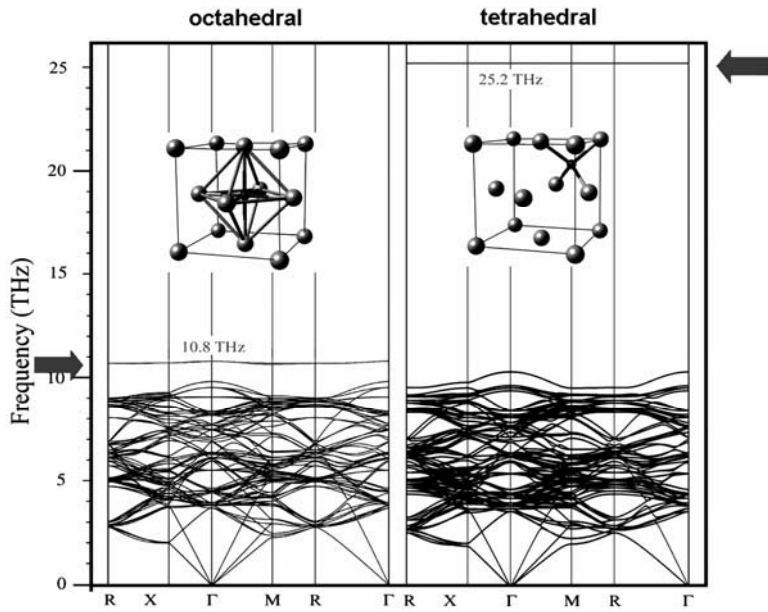 octahedral tetrahedral
25
25.2 THz
20
15
10.8 THz
10
5
0
Frequency (THz)
R X Γ M R Γ R X Γ M R Γ